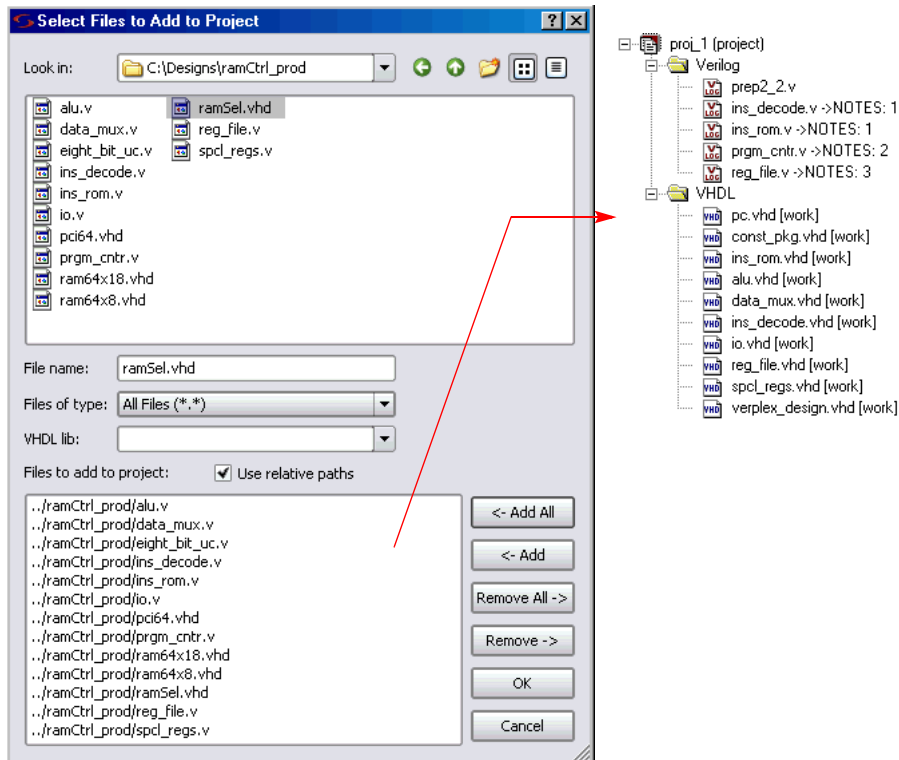 Select Files to Add to Project
Look in: C:\Designs\ramCtrl_prod
alu.v
data_mux.v
eight_bit_uc.v
ins_decode.v
ins_rom.v
io.v
pci64.vhd
prgm_cntr.v
ram64x18.vhd
ram64x8.vhd
ramSel.vhd
reg_file.v
spcl_regs.v
File name: ramSel.vhd
Files of type: All Files (*.*)
VHDL lib:
Files to add to project: Use relative paths
../ramCtrl_prod/alu.v
../ramCtrl_prod/data_mux.v
../ramCtrl_prod/eight_bit_uc.v
../ramCtrl_prod/ins_decode.v
../ramCtrl_prod/ins_rom.v
../ramCtrl_prod/io.v
../ramCtrl_prod/pci64.vhd
../ramCtrl_prod/prgm_cntr.v
../ramCtrl_prod/ram64x18.vhd
../ramCtrl_prod/ram64x8.vhd
../ramCtrl_prod/ramSel.vhd
../ramCtrl_prod/reg_file.v
../ramCtrl_prod/spcl_regs.v
<- Add All
<- Add
Remove All ->
Remove ->
OK
Cancel
proj_1 (project)
Verilog
prep2_2.v
ins_decode.v ->NOTES: 1
ins_rom.v ->NOTES: 1
prgm_cntr.v ->NOTES: 2
reg_file.v ->NOTES: 3
VHDL
pc.vhd [work]
const_pkg.vhd [work]
ins_rom.vhd [work]
alu.vhd [work]
data_mux.vhd [work]
ins_decode.vhd [work]
io.vhd [work]
reg_file.vhd [work]
spcl_regs.vhd [work]
verplex_design.vhd [work]